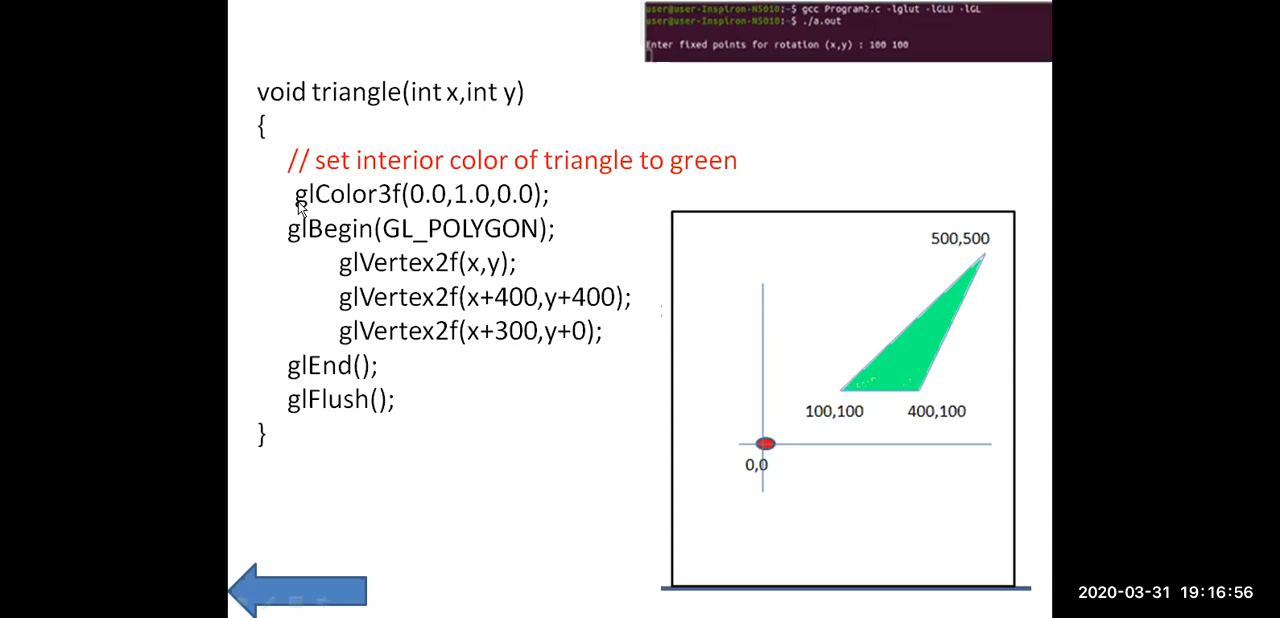 user@user-Inspiron-N5010:~$ gcc Program2.c -lglut -lGLU -lGL
user@user-Inspiron-N5010:~$ ./a.out
Enter fixed points for rotation (x,y) : 100 100
void triangle(int x,int y)
{
// set interior color of triangle to green
glColor3f(0.0,1.0,0.0);
glBegin(GL_POLYGON);
glVertex2f(x,y);
glVertex2f(x+400,y+400);
glVertex2f(x+300,y+0);
glEnd();
glFlush();
}
500,500
100,100 400,100
0,0
2020-03-31 19:16:56